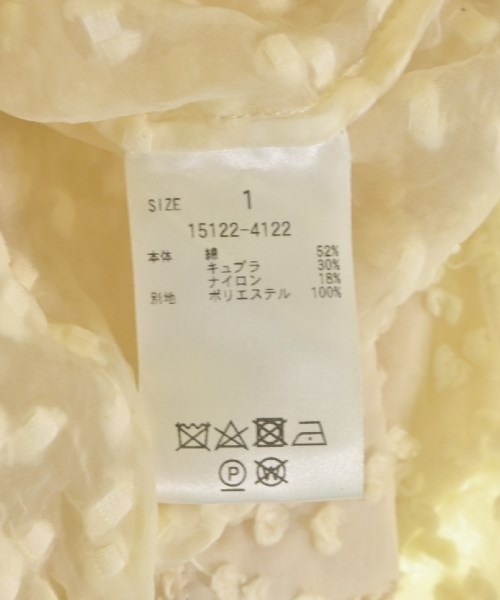 SIZE 1
15122-4122
本体 綿 52%
キュプラ 30%
ナイロン 18%
別地 ポリエステル 100%
P W